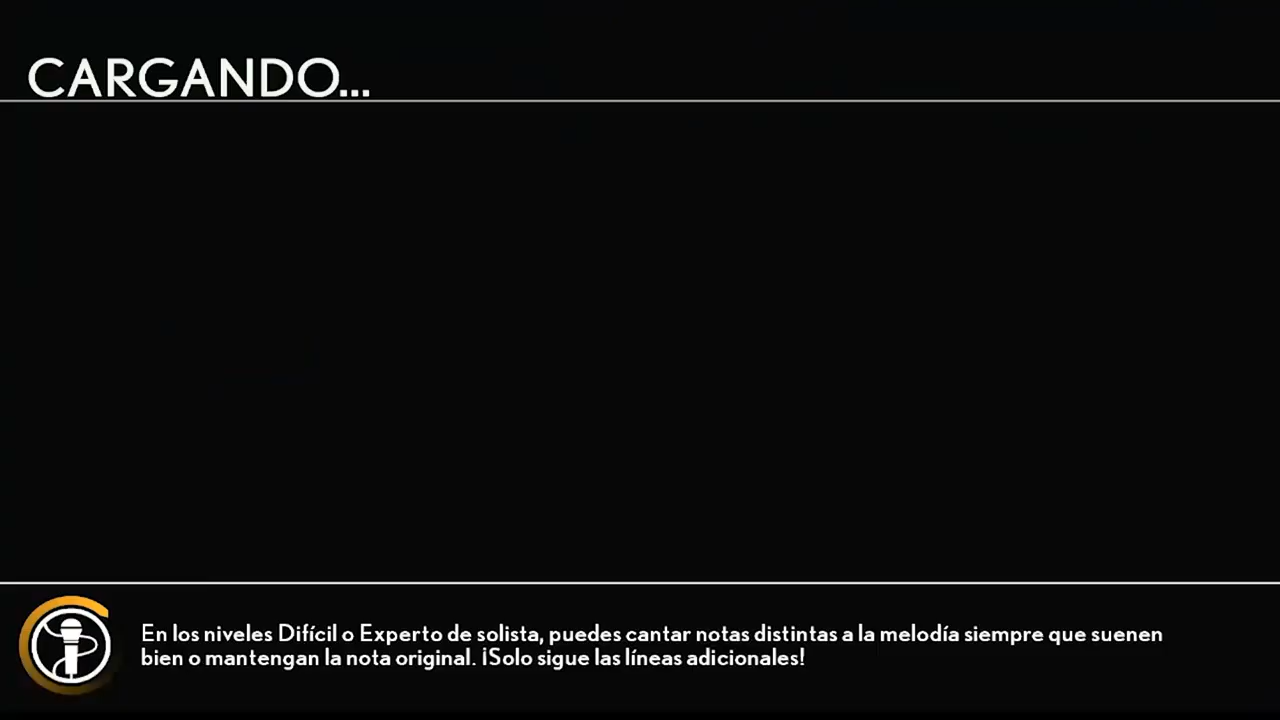 CARGANDO...
En los niveles Difícil o Experto de solista, puedes cantar notas distintas a la melodía siempre que suenen
bien o mantengan la nota original. ¡Solo sigue las líneas adicionales!